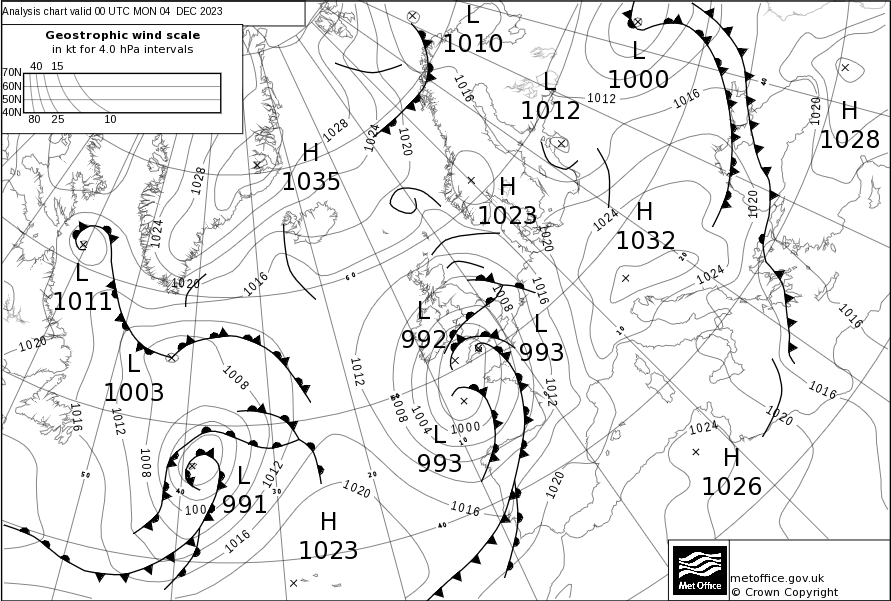 Analysis chart valid 00 UTC MON 04 DEC 2023
Geostrophic wind scale
in kt for 4.0 hPa intervals
40 15
70N
60N
50N
40N
80 25 10
L
1010
L
1000
L
1012
H
1028
H
1035
H
1023
H
1032
L
1011
L
992
L
993
L
1003
L
993
L
991
H
1026
H
1023
1012
1016
1016
1020
1028
1024
1020
1028
1024
1020
1024
1020
1020
1016
1008
1016
1024
1016
1020
1008
1012
1012
1016
1020
1024
1016
1012
1008
1004
1000
1008
1012
1020
1016
1020
1016
100
40
60
20
10
50
40
30
20
40
10
Met Office
metoffice.gov.uk
© Crown Copyright